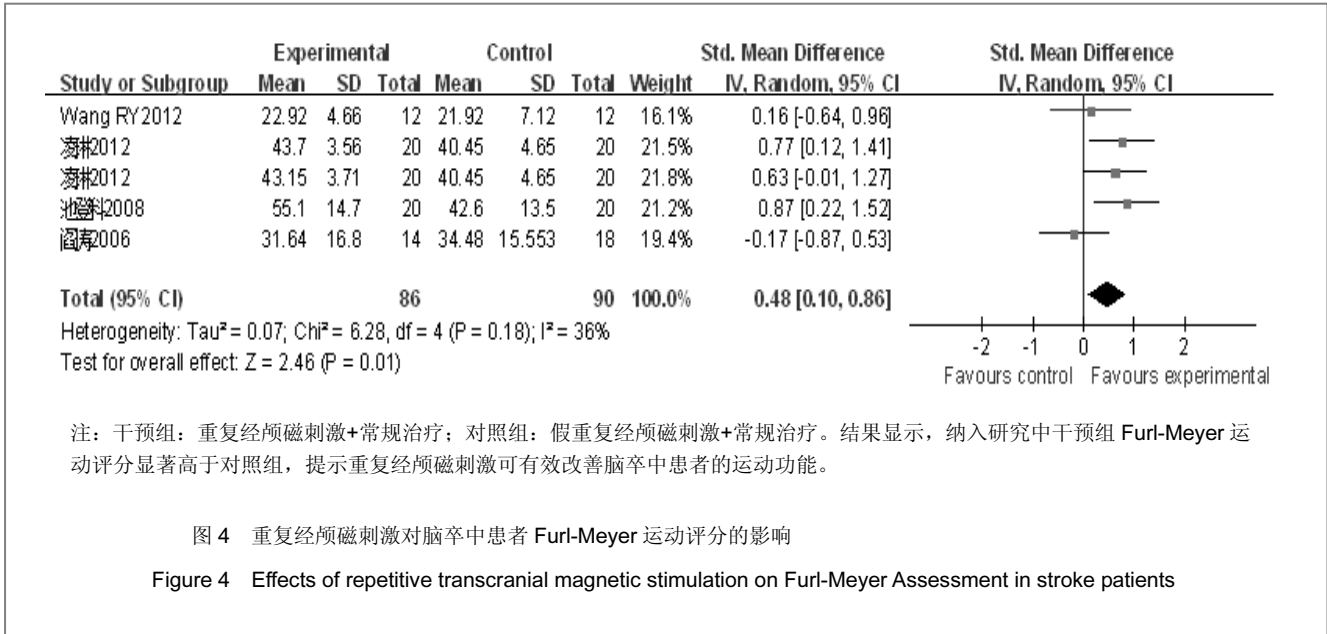 Experimental Control Std. Mean Difference Std. Mean Difference
Study or Subgroup Mean SD Total Mean SD Total Weight IV, Random, 95% CI IV, Random, 95% CI
Wang RY2012 22.92 4.66 12 21.92 7.12 12 16.1% 0.16 [-0.64, 0.96]
2012 43.7 3.56 20 40.45 4.65 20 21.5% 0.77 [0.12, 1.41]
2012 43.15 3.71 20 40.45 4.65 20 21.8% 0.63 [-0.01, 1.27]
池登科2008 55.1 14.7 20 42.6 13.5 20 21.2% 0.87 [0.22, 1.52]
2006 31.64 16.8 14 34.48 15.553 18 19.4% -0.17 [-0.87, 0.53]
Total (95% CI) 86 90 100.0% 0.48 [0.10, 0.86]
Heterogeneity: Tau² = 0.07; Chi² = 6.28, df = 4 (P = 0.18); I² = 36%
Test for overall effect: Z = 2.46 (P = 0.01)
-2 -1 0 1 2
Favours control Favours experimental
注：干预组：重复经颅磁刺激+常规治疗；对照组：假重复经颅磁刺激+常规治疗。结果显示，纳入研究中干预组 Furl-Meyer 运
动评分显著高于对照组，提示重复经颅磁刺激可有效改善脑卒中患者的运动功能。
图 4 重复经颅磁刺激对脑卒中患者 Furl-Meyer 运动评分的影响
Figure 4 Effects of repetitive transcranial magnetic stimulation on Furl-Meyer Assessment in stroke patients